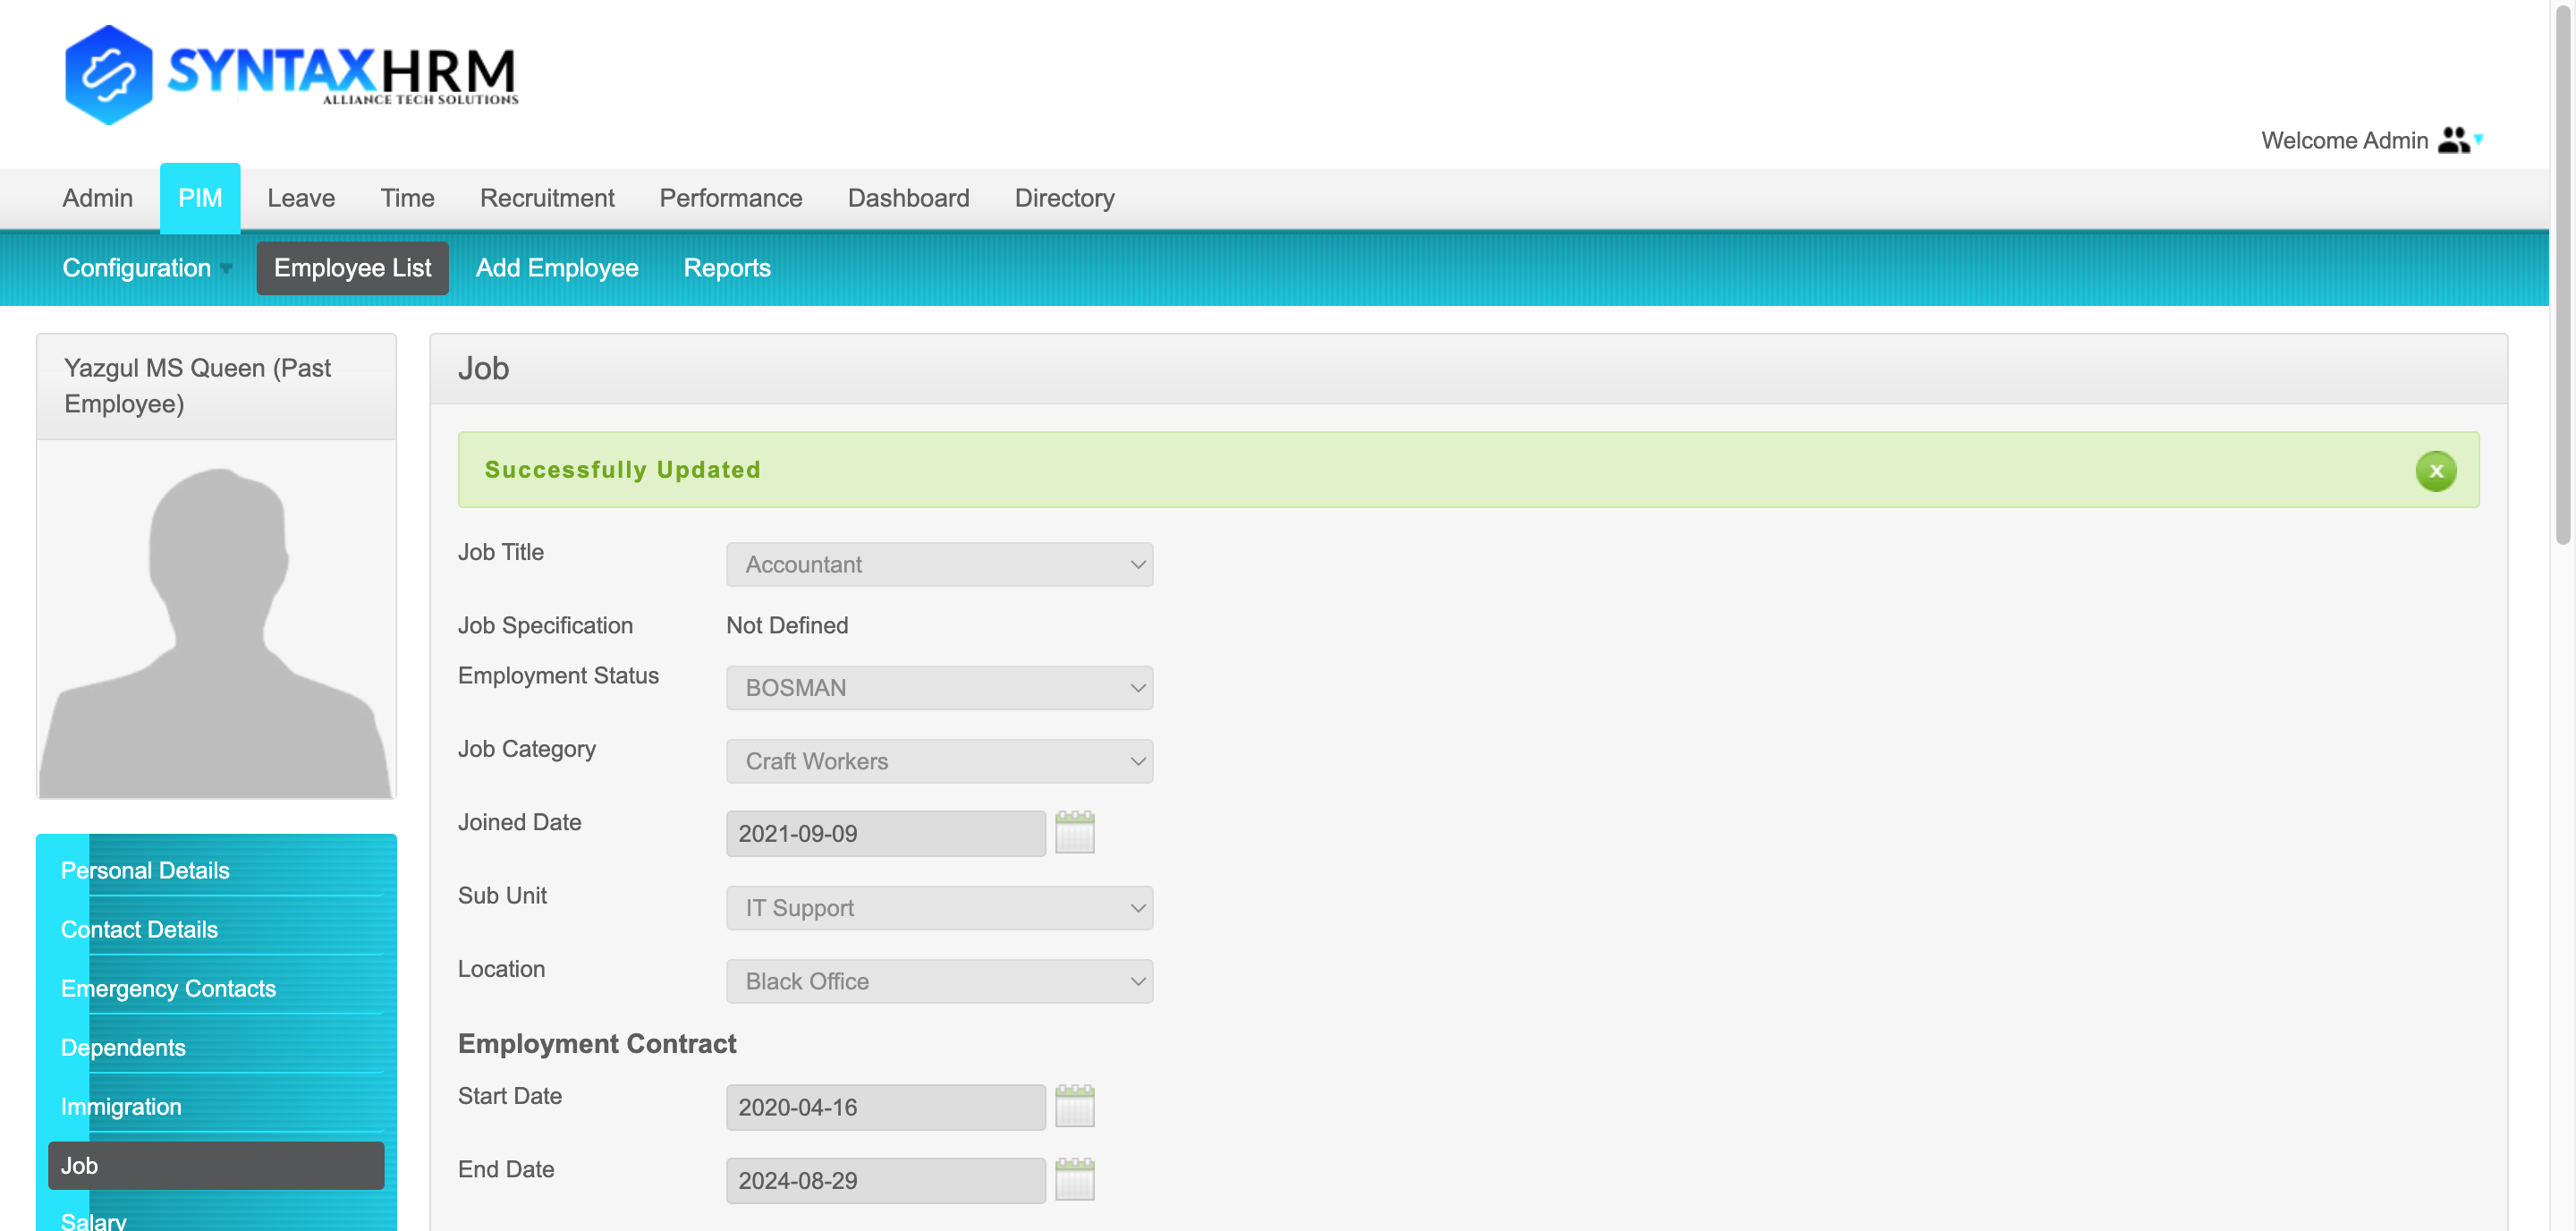 SYNTAXHRM
ALLIANCE TECH SOLUTIONS
Welcome Admin
Admin PIM Leave Time Recruitment Performance Dashboard Directory
Configuration Employee List Add Employee Reports
Yazgul MS Queen (Past
Employee)
Personal Details
Contact Details
Emergency Contacts
Dependents
Immigration
Job
Salary
Job
Successfully Updated
x
Job Title Accountant
Job Specification Not Defined
Employment Status BOSMAN
Job Category Craft Workers
Joined Date 2021-09-09
Sub Unit IT Support
Location Black Office
Employment Contract
Start Date 2020-04-16
End Date 2024-08-29